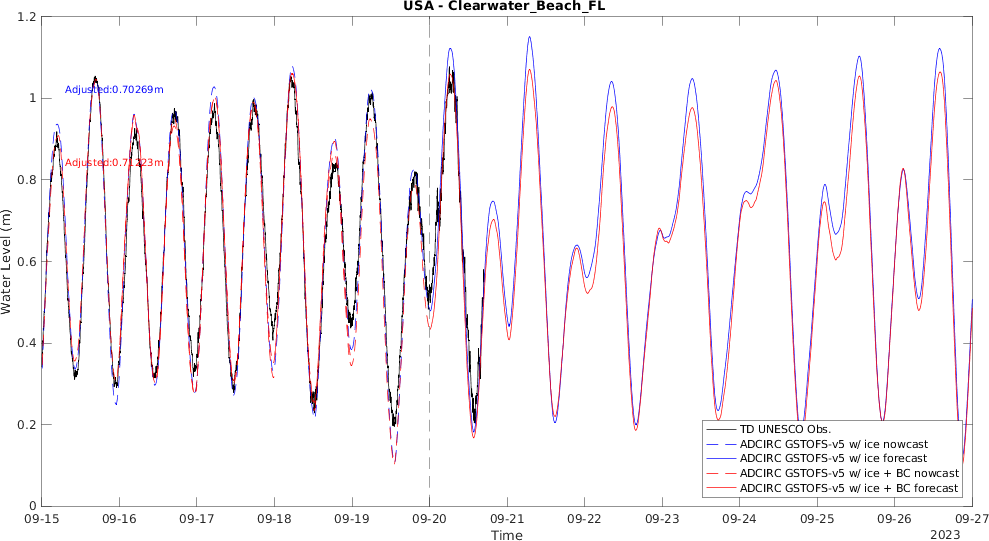 USA - Clearwater_Beach_FL
Water Level (m)
1.2
1
0.8
0.6
0.4
0.2
0
Adjusted:0.70269m
Adjusted:0.71223m
TD UNESCO Obs.
ADCIRC GSTOFS-v5 w/ ice nowcast
ADCIRC GSTOFS-v5 w/ ice forecast
ADCIRC GSTOFS-v5 w/ ice + BC nowcast
ADCIRC GSTOFS-v5 w/ ice + BC forecast
09-15 09-16 09-17 09-18 09-19 09-20 09-21 09-22 09-23 09-24 09-25 09-26 09-27
Time
2023